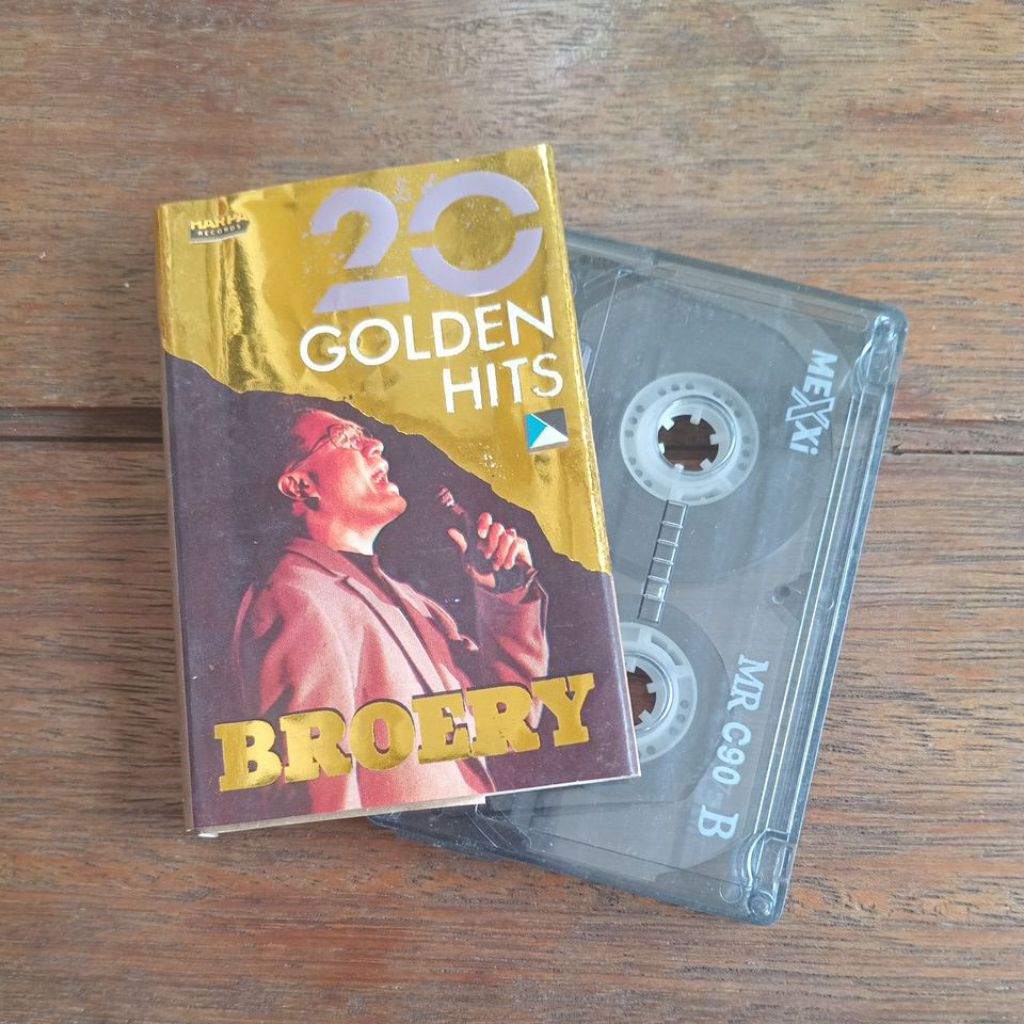 HARPA
RECORDS
20
GOLDEN
HITS
BROERY
MEXXi
MR C90 B